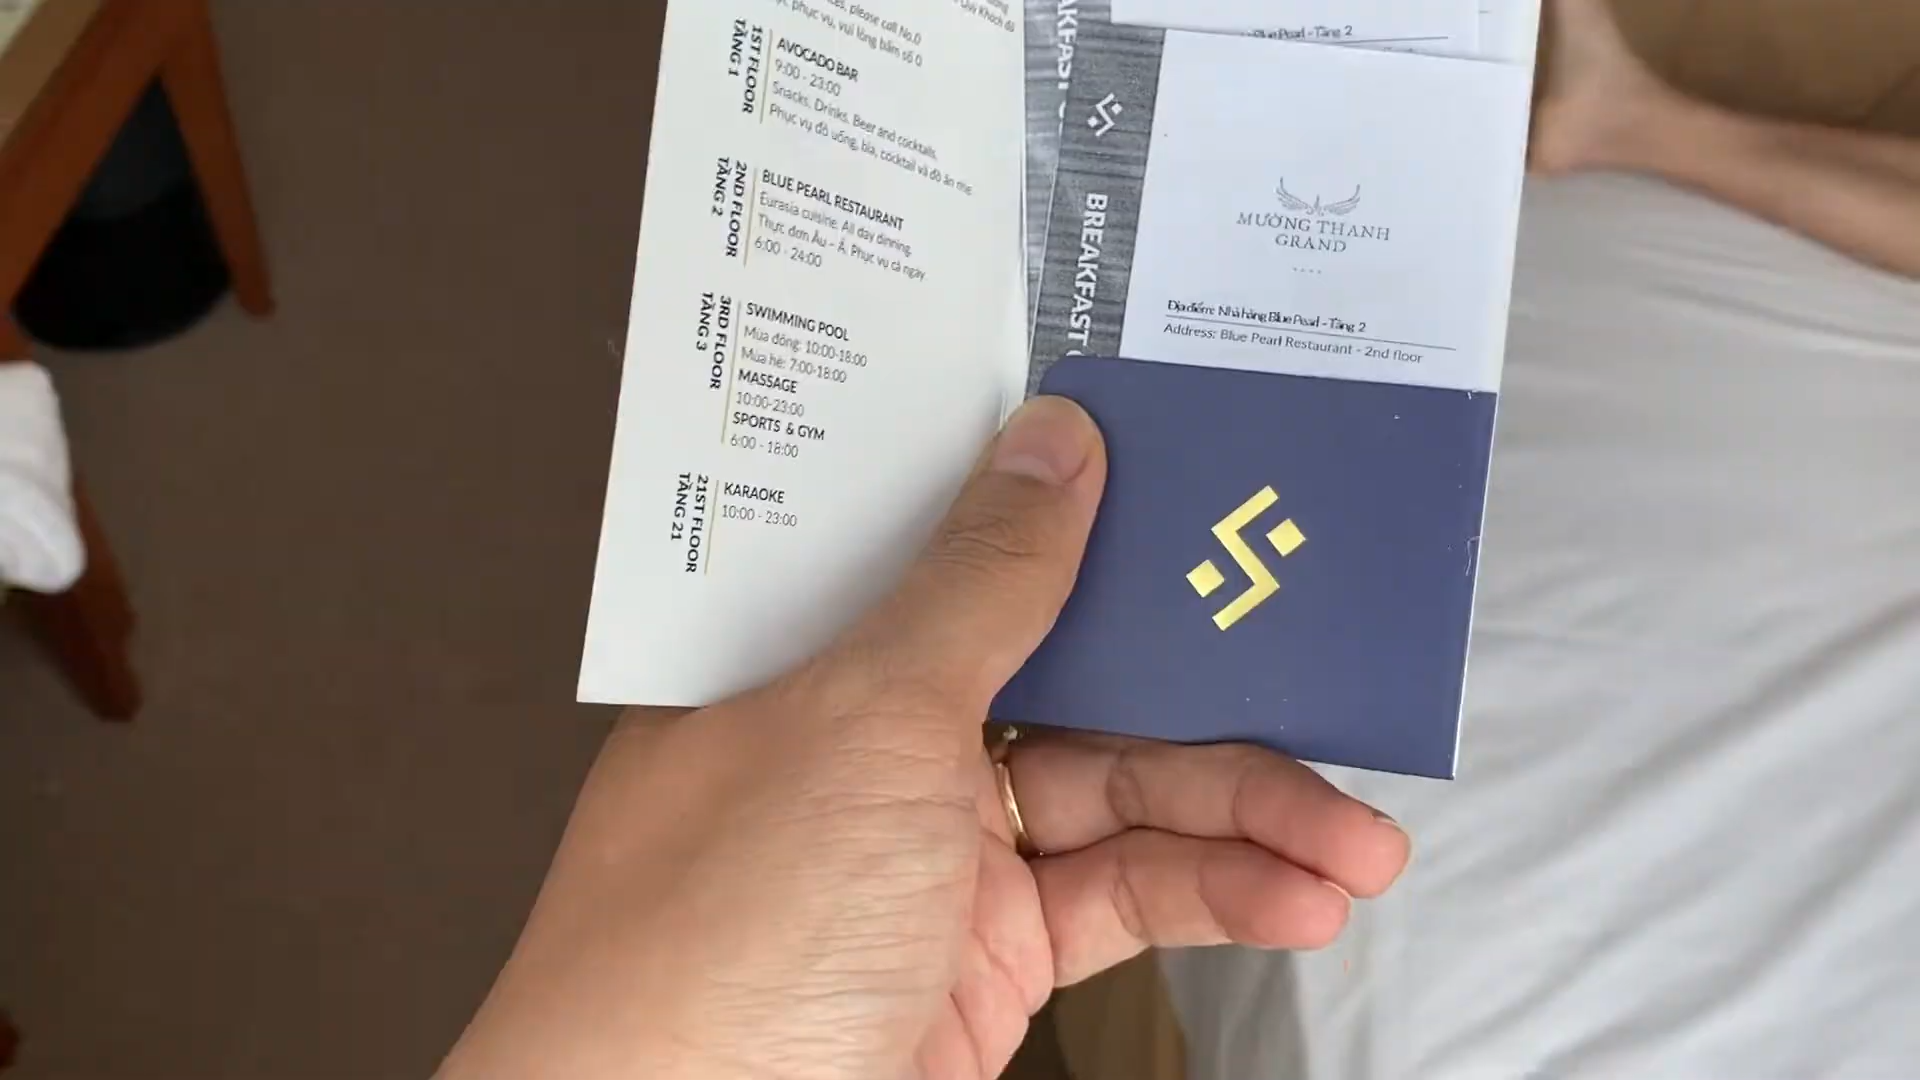 please call No.0
phục vụ, vui lòng bấm số 0
Quý Khách
1ST FLOOR
TẦNG 1
AVOCADO BAR
9:00 - 23:00
Snacks, Drinks, Beer and cocktails.
Phục vụ đồ uống, bia, cocktail và đồ ăn nhẹ
2ND FLOOR
TẦNG 2
BLUE PEARL RESTAURANT
Eurasia cuisine. All day dinning.
Thực đơn Âu - Á. Phục vụ cả ngày
6:00 - 24:00
3RD FLOOR
TẦNG 3
SWIMMING POOL
Mùa đông: 10:00-18:00
Mùa hè: 7:00-18:00
MASSAGE
10:00-23:00
SPORTS & GYM
6:00 - 18:00
21ST FLOOR
TẦNG 21
KARAOKE
10:00 - 23:00
Blue Pearl - Tầng 2
BREAKFAST
MƯỜNG THANH
GRAND
Địa điểm: Nhà hàng Blue Pearl - Tầng 2
Address: Blue Pearl Restaurant - 2nd floor